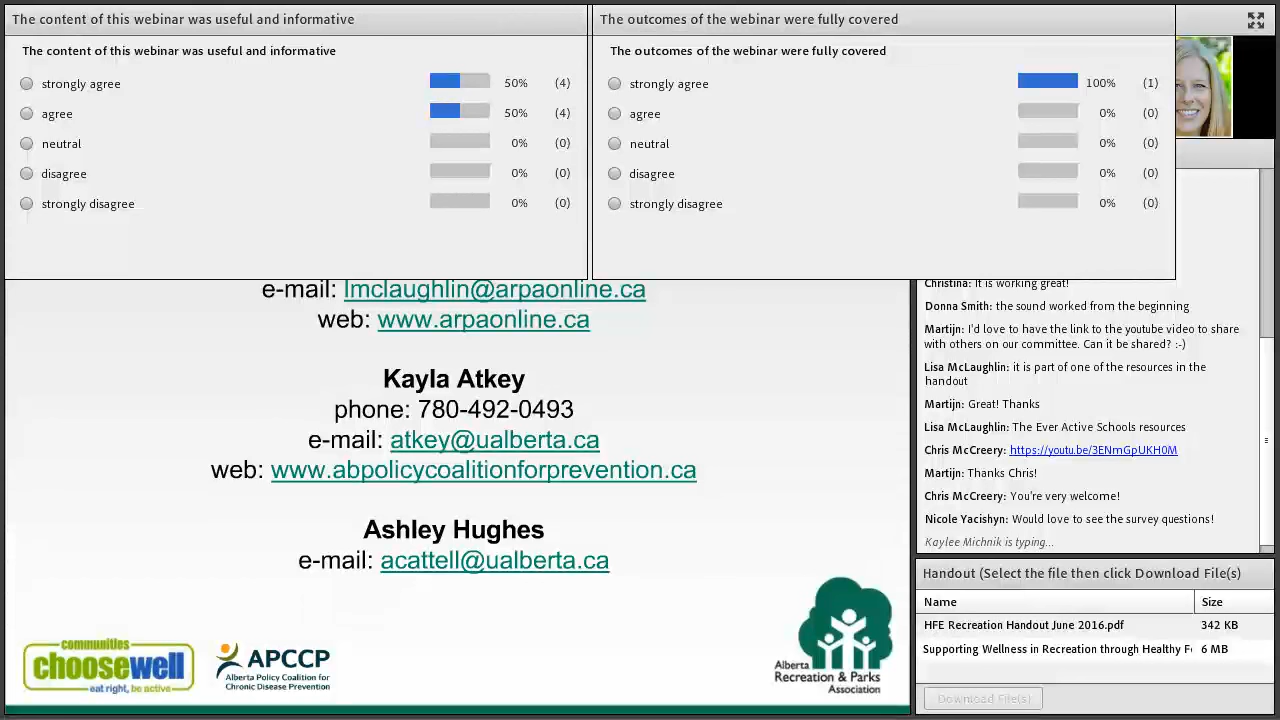 The content of this webinar was useful and informative
The content of this webinar was useful and informative
strongly agree 50% (4)
agree 50% (4)
neutral 0% (0)
disagree 0% (0)
strongly disagree 0% (0)
The outcomes of the webinar were fully covered
The outcomes of the webinar were fully covered
strongly agree 100% (1)
agree 0% (0)
neutral 0% (0)
disagree 0% (0)
strongly disagree 0% (0)
e-mail: lmclaughlin@arpaonline.ca
web: www.arpaonline.ca
Kayla Atkey
phone: 780-492-0493
e-mail: atkey@ualberta.ca
web: www.abpolicycoalitionforprevention.ca
Ashley Hughes
e-mail: acattell@ualberta.ca
communities
choosewell
eat right, be active
APCCP
Alberta Policy Coalition for
Chronic Disease Prevention
Alberta
Recreation & Parks
Association
Christina: It is working great!
Donna Smith: the sound worked from the beginning
Martijn: I'd love to have the link to the youtube video to share
with others on our committee. Can it be shared? :-)
Lisa McLaughlin: it is part of one of the resources in the
handout
Martijn: Great! Thanks
Lisa McLaughlin: The Ever Active Schools resources
Chris McCreery: https://youtu.be/3ENmGpUKH0M
Martijn: Thanks Chris!
Chris McCreery: You're very welcome!
Nicole Yacishyn: Would love to see the survey questions!
Kaylee Michnik is typing...
Handout (Select the file then click Download File(s)
Name Size
HFE Recreation Handout June 2016.pdf 342 KB
Supporting Wellness in Recreation through Healthy 6 MB
Download File(s)